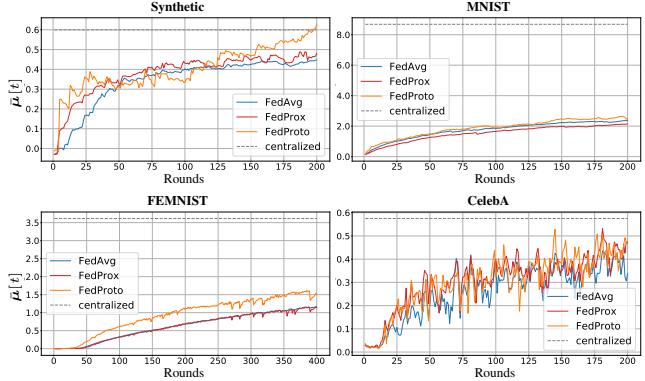 Synthetic
μ̄[t]
0.6
0.5
0.4
0.3
0.2
0.1
0.0
FedAvg
FedProx
FedProto
centralized
0 25 50 75 100 125 150 175 200
Rounds
MNIST
8.0
6.0
4.0
2.0
0.0
FedAvg
FedProx
FedProto
centralized
0 25 50 75 100 125 150 175 200
Rounds
FEMNIST
μ̄[t]
3.5
3.0
2.5
2.0
1.5
1.0
0.5
0.0
FedAvg
FedProx
FedProto
centralized
0 50 100 150 200 250 300 350 400
Rounds
CelebA
0.6
0.5
0.4
0.3
0.2
0.1
0.0
FedAvg
FedProx
FedProto
centralized
0 25 50 75 100 125 150 175 200
Rounds